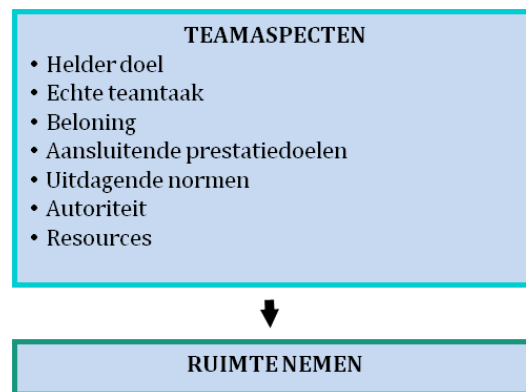 TEAMASPECTEN
• Helder doel
• Echte teamtaak
• Beloning
• Aansluitende prestatiedoelen
• Uitdagende normen
• Autoriteit
• Resources
RUIMTE NEMEN